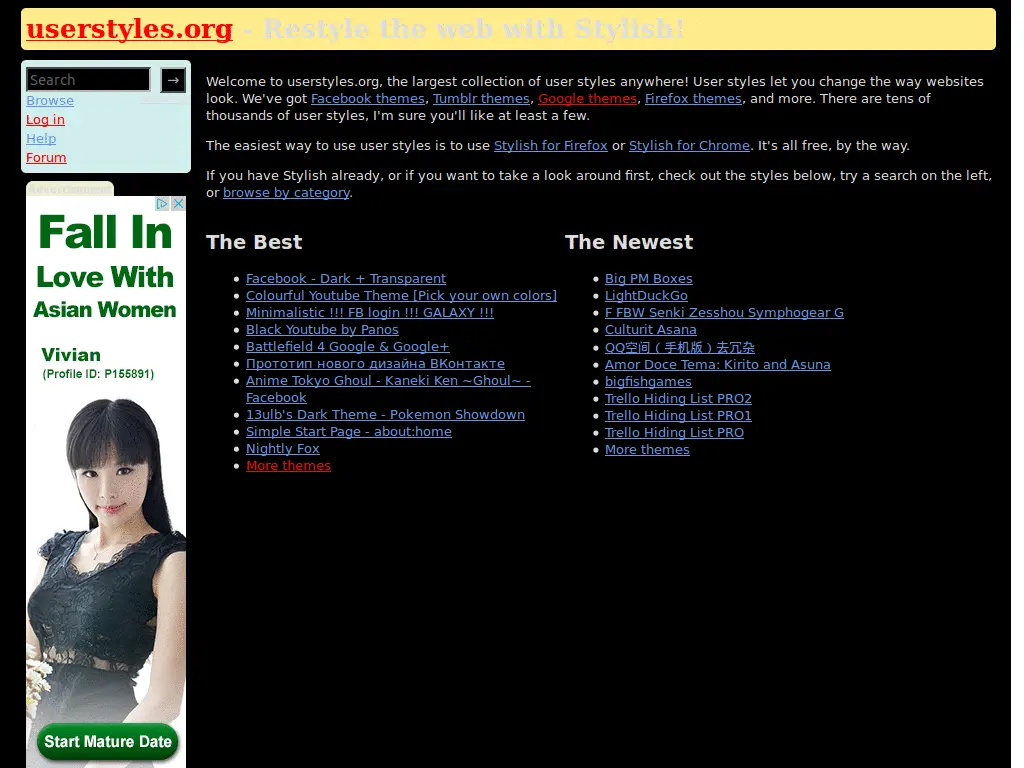 userstyles.org - Restyle the web with Stylish!
Search →
Browse
Log in
Help
Forum
Advertisement
Fall In
Love With
Asian Women
Vivian
(Profile ID: P155891)
Start Mature Date
Welcome to userstyles.org, the largest collection of user styles anywhere! User styles let you change the way websites
look. We've got Facebook themes, Tumblr themes, Google themes, Firefox themes, and more. There are tens of
thousands of user styles, I'm sure you'll like at least a few.
The easiest way to use user styles is to use Stylish for Firefox or Stylish for Chrome. It's all free, by the way.
If you have Stylish already, or if you want to take a look around first, check out the styles below, try a search on the left,
or browse by category.
The Best
Facebook - Dark + Transparent
Colourful Youtube Theme [Pick your own colors]
Minimalistic !!! FB login !!! GALAXY !!!
Black Youtube by Panos
Battlefield 4 Google & Google+
Прототип нового дизайна ВКонтакте
Anime Tokyo Ghoul - Kaneki Ken ~Ghoul~ -
Facebook
13ulb's Dark Theme - Pokemon Showdown
Simple Start Page - about:home
Nightly Fox
More themes
The Newest
Big PM Boxes
LightDuckGo
F FBW Senki Zesshou Symphogear G
Culturit Asana
QQ空间（手机版）去冗杂
Amor Doce Tema: Kirito and Asuna
bigfishgames
Trello Hiding List PRO2
Trello Hiding List PRO1
Trello Hiding List PRO
More themes